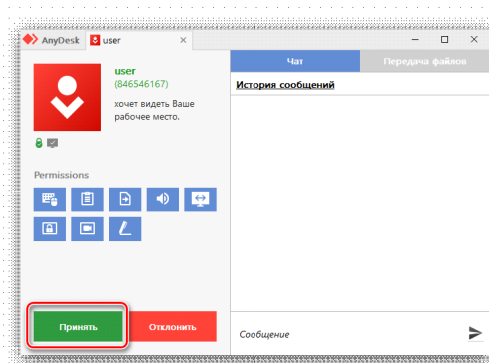 AnyDesk
user
Чат
Передача файлов
user
(846546167)
хочет видеть Ваше
рабочее место.
История сообщений
Permissions
Принять
Отклонить
Сообщение